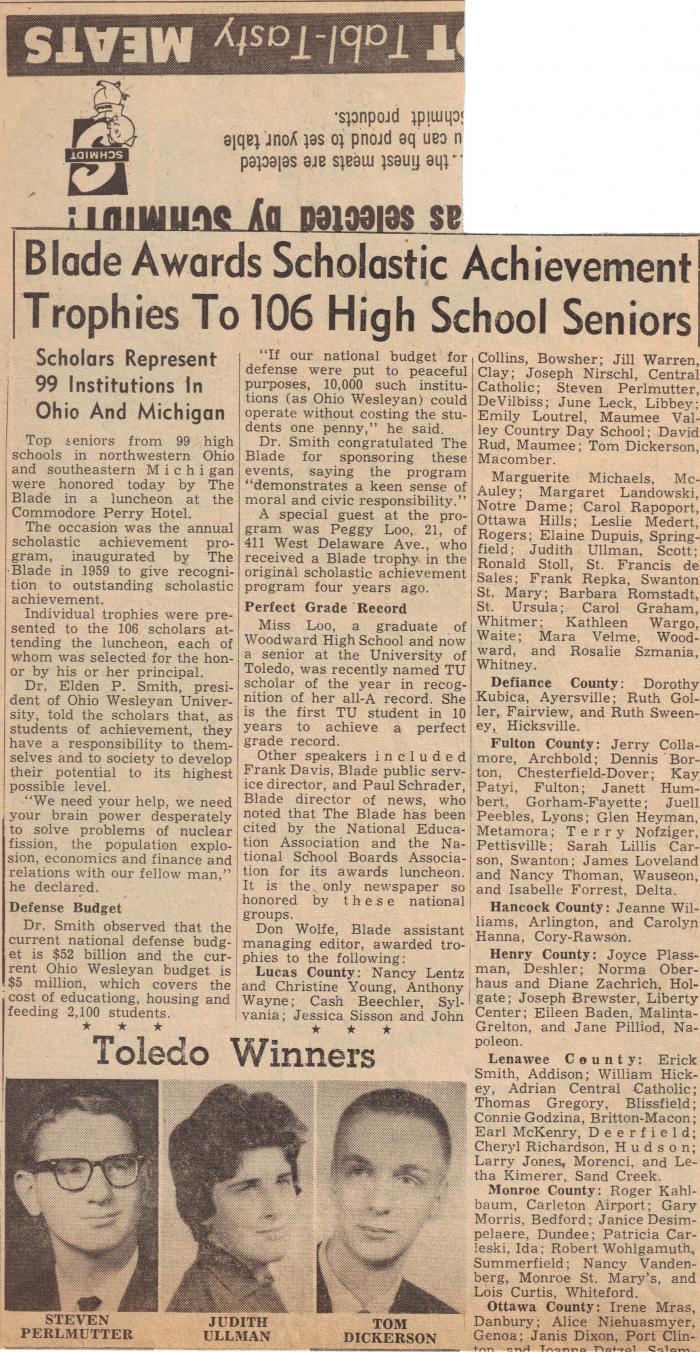 OT Tabl-Tasty MEATS
chmidt products.
u can be proud to set your table
...the finest meats are selected
SCHMIDT
as selected by SCHMIDT!
Blade Awards Scholastic Achievement
Trophies To 106 High School Seniors
Scholars Represent
99 Institutions In
Ohio And Michigan
Top seniors from 99 high
schools in northwestern Ohio
and southeastern Michigan
were honored today by The
Blade in a luncheon at the
Commodore Perry Hotel.
The occasion was the annual
scholastic achievement pro-
gram, inaugurated by The
Blade in 1959 to give recogni-
tion to outstanding scholastic
achievement.
Individual trophies were pre-
sented to the 106 scholars at-
tending the luncheon, each of
whom was selected for the hon-
or by his or her principal.
Dr. Elden P. Smith, presi-
dent of Ohio Wesleyan Univer-
sity, told the scholars that, as
students of achievement, they
have a responsibility to them-
selves and to society to develop
their potential to its highest
possible level.
"We need your help, we need
your brain power desperately
to solve problems of nuclear
fission, the population explo-
sion, economics and finance and
relations with our fellow man,"
he declared.
Defense Budget
Dr. Smith observed that the
current national defense budg-
et is $52 billion and the cur-
rent Ohio Wesleyan budget is
$5 million, which covers the
cost of educationg, housing and
feeding 2,100 students.
"If our national budget for
defense were put to peaceful
purposes, 10,000 such institu-
tions (as Ohio Wesleyan) could
operate without costing the stu-
dents one penny," he said.
Dr. Smith congratulated The
Blade for sponsoring these
events, saying the program
"demonstrates a keen sense of
moral and civic responsibility."
A special guest at the pro-
gram was Peggy Loo, 21, of
411 West Delaware Ave., who
received a Blade trophy in the
original scholastic achievement
program four years ago.
Perfect Grade Record
Miss Loo, a graduate of
Woodward High School and now
a senior at the University of
Toledo, was recently named TU
scholar of the year in recog-
nition of her all-A record. She
is the first TU student in 10
years to achieve a perfect
grade record.
Other speakers included
Frank Davis, Blade public serv-
ice director, and Paul Schrader,
Blade director of news, who
noted that The Blade has been
cited by the National Educa-
tion Association and the Na-
tional School Boards Associa-
tion for its awards luncheon.
It is the only newspaper so
honored by these national
groups.
Don Wolfe, Blade assistant
managing editor, awarded tro-
phies to the following:
Lucas County: Nancy Lentz
and Christine Young, Anthony
Wayne; Cash Beechler, Syl-
vania; Jessica Sisson and John
Collins, Bowsher; Jill Warren,
Clay; Joseph Nirschl, Central
Catholic; Steven Perlmutter,
DeVilbiss; June Leck, Libbey;
Emily Loutrel, Maumee Val-
ley Country Day School; David
Rud, Maumee; Tom Dickerson,
Macomber.
Marguerite Michaels, Mc-
Auley; Margaret Landowski,
Notre Dame; Carol Rapoport,
Ottawa Hills; Leslie Medert,
Rogers; Elaine Dupuis, Spring-
field; Judith Ullman, Scott;
Ronald Stoll, St. Francis de
Sales; Frank Repka, Swanton
St. Mary; Barbara Romstadt,
St. Ursula; Carol Graham,
Whitmer; Kathleen Wargo,
Waite; Mara Velme, Wood-
ward, and Rosalie Szmania,
Whitney.
Defiance County: Dorothy
Kubica, Ayersville; Ruth Gol-
ler, Fairview, and Ruth Sween-
ey, Hicksville.
Fulton County: Jerry Colla-
more, Archbold; Dennis Bor-
ton, Chesterfield-Dover; Kay
Patyi, Fulton; Janett Hum-
bert, Gorham-Fayette; Juell
Peebles, Lyons; Glen Heyman,
Metamora; Terry Nofziger,
Pettisville; Sarah Lillis Car-
son, Swanton; James Loveland
and Nancy Thoman, Wauseon,
and Isabelle Forrest, Delta.
Hancock County: Jeanne Wil-
liams, Arlington, and Carolyn
Hanna, Cory-Rawson.
Henry County: Joyce Plass-
man, Deshler; Norma Ober-
haus and Diane Zachrich, Hol-
gate; Joseph Brewster, Liberty
Center; Eileen Baden, Malinta-
Grelton, and Jane Pilliod, Na-
poleon.
Lenawee County: Erick
Smith, Addison; William Hick-
ey, Adrian Central Catholic;
Thomas Gregory, Blissfield;
Connie Godzina, Britton-Macon;
Earl McKenry, Deerfield;
Cheryl Richardson, Hudson;
Larry Jones, Morenci, and Le-
tha Kimerer, Sand Creek.
Monroe County: Roger Kahl-
baum, Carleton Airport; Gary
Morris, Bedford; Janice Desim-
pelaere, Dundee; Patricia Car-
leski, Ida; Robert Wohlgamuth,
Summerfield; Nancy Vanden-
berg, Monroe St. Mary's, and
Lois Curtis, Whiteford.
Ottawa County: Irene Mras,
Danbury; Alice Niehuasmyer,
Genoa; Janis Dixon, Port Clin-
ton, and Joanne Detzel, Salem-
Toledo Winners
STEVEN
PERLMUTTER
JUDITH
ULLMAN
TOM
DICKERSON